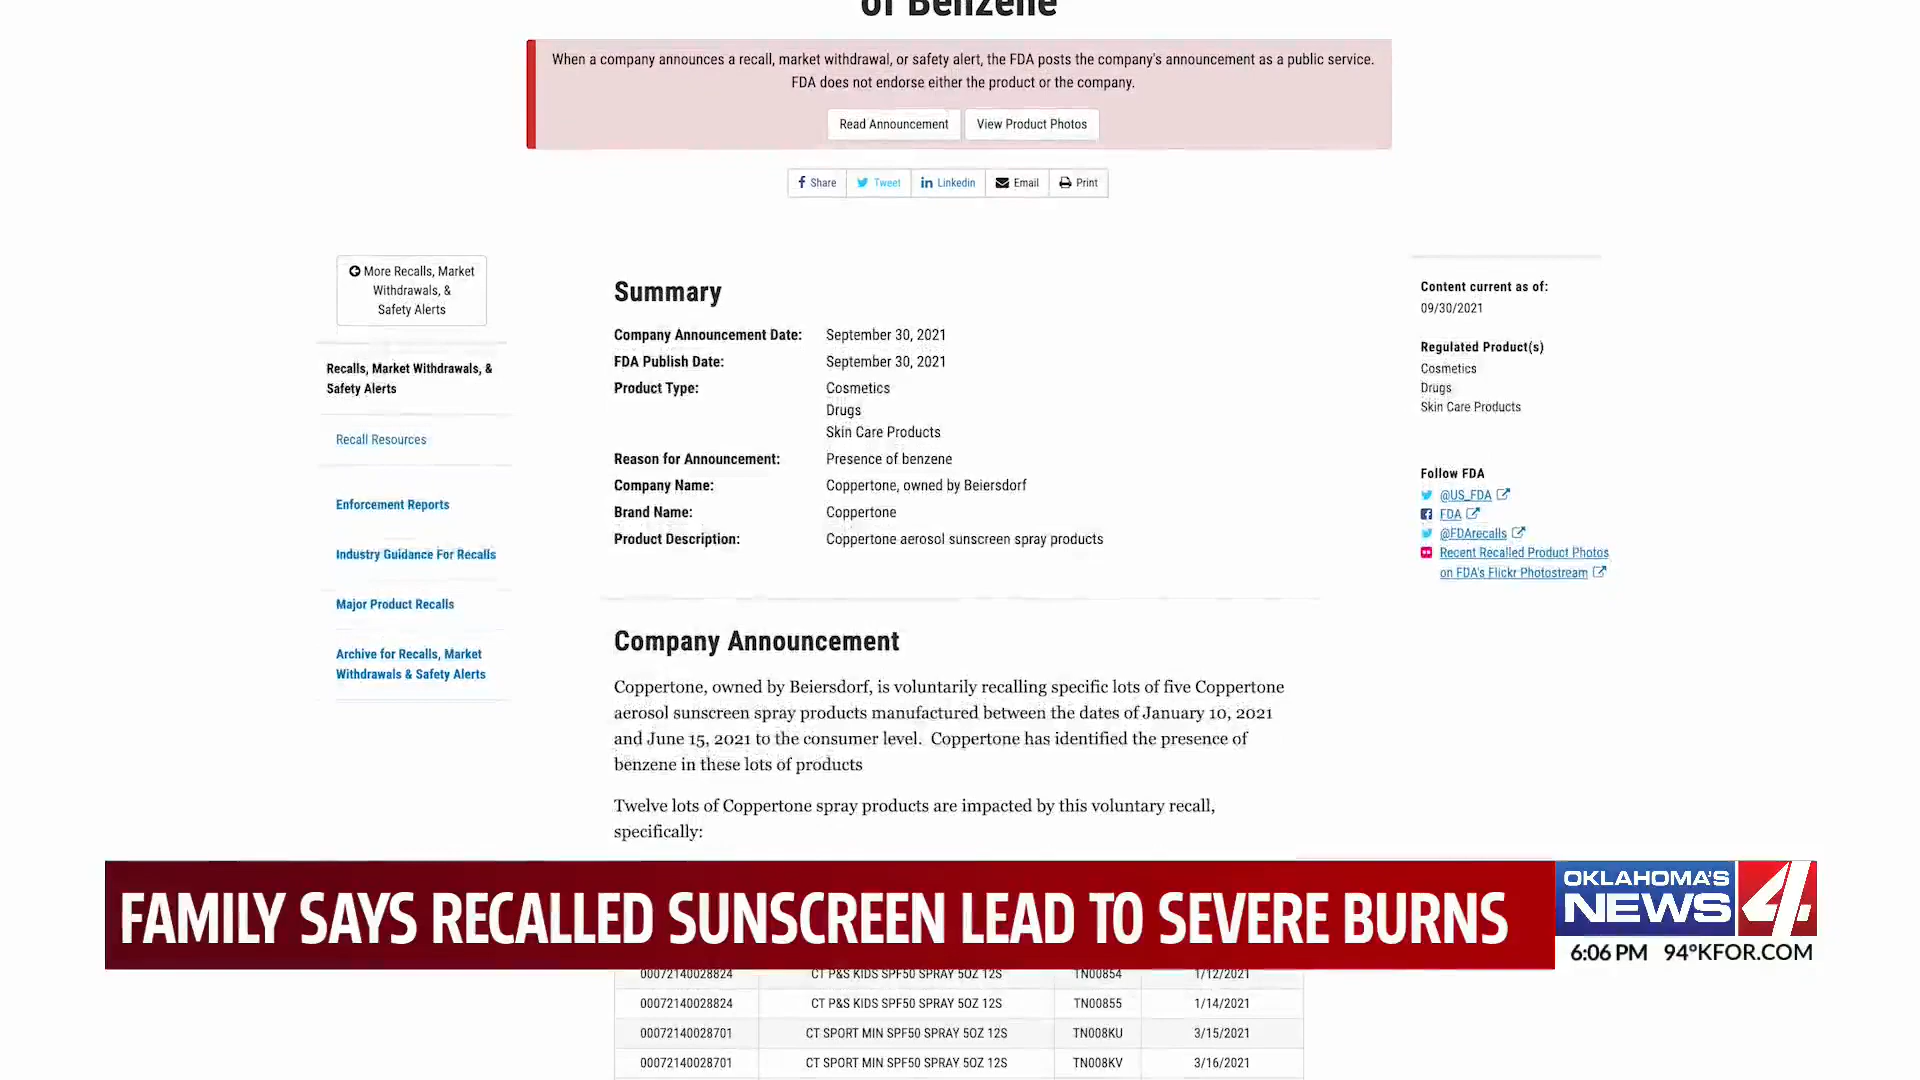 of Benzene
When a company announces a recall, market withdrawal, or safety alert, the FDA posts the company's announcement as a public service.
FDA does not endorse either the product or the company.
Read Announcement
View Product Photos
Share
Tweet
Linkedin
Email
Print
More Recalls, Market
Withdrawals, &
Safety Alerts
Recalls, Market Withdrawals, &
Safety Alerts
Recall Resources
Enforcement Reports
Industry Guidance For Recalls
Major Product Recalls
Archive for Recalls, Market
Withdrawals & Safety Alerts
Summary
Company Announcement Date: September 30, 2021
FDA Publish Date: September 30, 2021
Product Type: Cosmetics
Drugs
Skin Care Products
Reason for Announcement: Presence of benzene
Company Name: Coppertone, owned by Beiersdorf
Brand Name: Coppertone
Product Description: Coppertone aerosol sunscreen spray products
Content current as of:
09/30/2021
Regulated Product(s)
Cosmetics
Drugs
Skin Care Products
Follow FDA
@US_FDA
FDA
@FDArecalls
Recent Recalled Product Photos
on FDA's Flickr Photostream
Company Announcement
Coppertone, owned by Beiersdorf, is voluntarily recalling specific lots of five Coppertone
aerosol sunscreen spray products manufactured between the dates of January 10, 2021
and June 15, 2021 to the consumer level. Coppertone has identified the presence of
benzene in these lots of products
Twelve lots of Coppertone spray products are impacted by this voluntary recall,
specifically:
FAMILY SAYS RECALLED SUNSCREEN LEAD TO SEVERE BURNS
OKLAHOMA'S
NEWS 4
6:06 PM 94° KFOR.COM
00072140028824 CT P&S KIDS SPF50 SPRAY 5OZ 12S TN00854 1/12/2021
00072140028824 CT P&S KIDS SPF50 SPRAY 5OZ 12S TN00855 1/14/2021
00072140028701 CT SPORT MIN SPF50 SPRAY 5OZ 12S TN008KU 3/15/2021
00072140028701 CT SPORT MIN SPF50 SPRAY 5OZ 12S TN008KV 3/16/2021